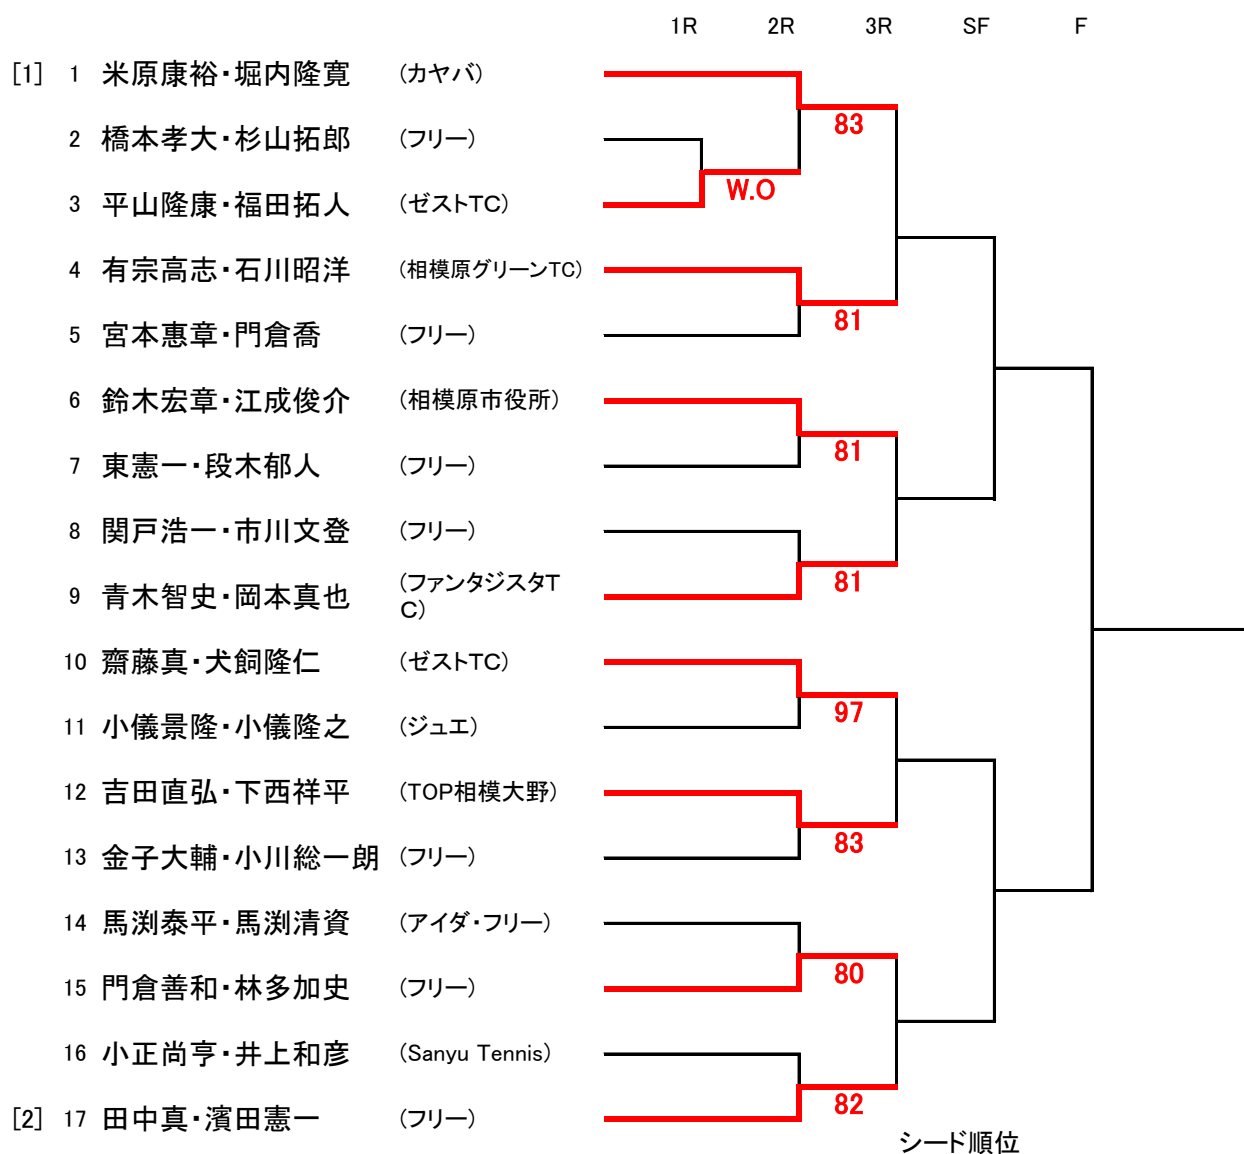 1R 2R 3R SF F
[1] 1 米原康裕・堀内隆寛 (カヤバ)
83
2 橋本孝大・杉山拓郎 (フリー)
W.O
3 平山隆康・福田拓人 (ゼストTC)
4 有宗高志・石川昭洋 (相模原グリーンTC)
81
5 宮本惠章・門倉喬 (フリー)
6 鈴木宏章・江成俊介 (相模原市役所)
81
7 東憲一・段木郁人 (フリー)
8 関戸浩一・市川文登 (フリー)
81
9 青木智史・岡本真也 (ファンタジスタT
C)
10 齋藤真・犬飼隆仁 (ゼストTC)
97
11 小儀景隆・小儀隆之 (ジュエ)
12 吉田直弘・下西祥平 (TOP相模大野)
83
13 金子大輔・小川総一朗 (フリー)
14 馬渕泰平・馬渕清資 (アイダ・フリー)
80
15 門倉善和・林多加史 (フリー)
16 小正尚亨・井上和彦 (Sanyu Tennis)
82
[2] 17 田中真・濱田憲一 (フリー)
シード順位